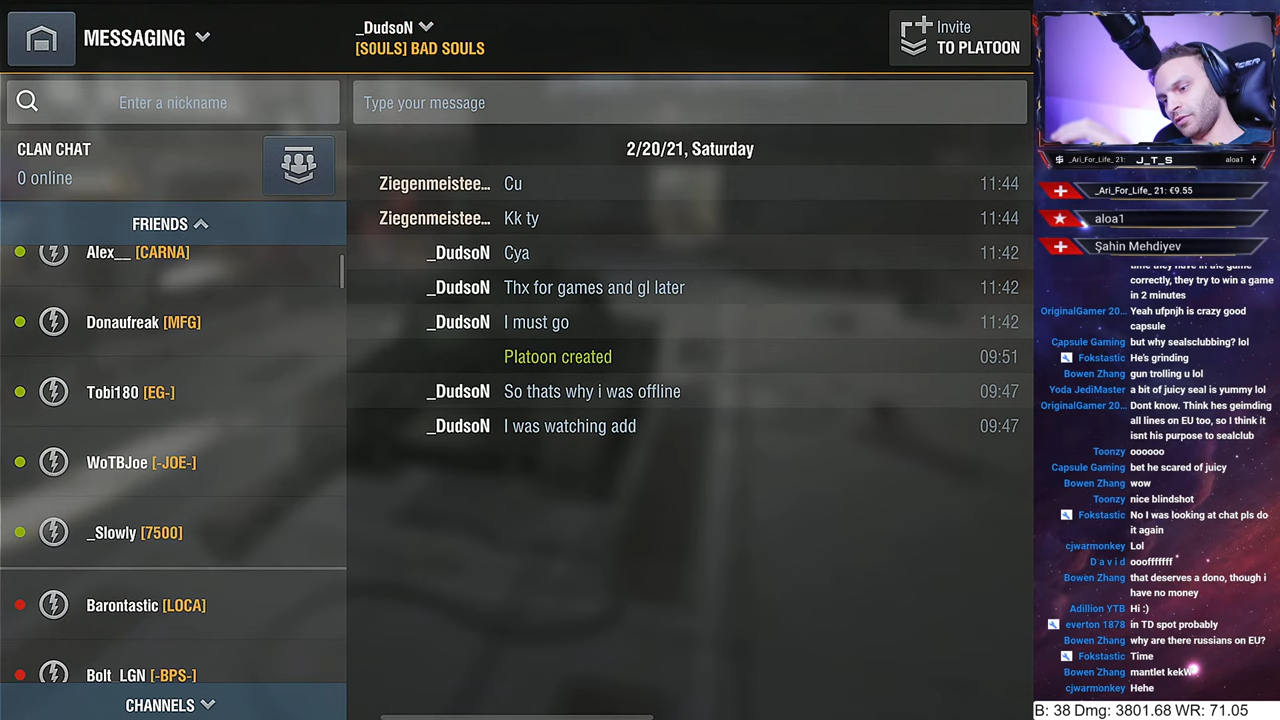 MESSAGING
_DudsoN
[SOULS] BAD SOULS
Invite
TO PLATOON
Enter a nickname
Type your message
CLAN CHAT
0 online
FRIENDS
Alex__ [CARNA]
Donaufreak [MFG]
Tobi180 [EG-]
WoTBJoe [-JOE-]
_Slowly [7500]
Barontastic [LOCA]
Bolt_LGN [-BPS-]
CHANNELS
2/20/21, Saturday
Ziegenmeistee... Cu 11:44
Ziegenmeistee... Kk ty 11:44
_DudsoN Cya 11:42
_DudsoN Thx for games and gl later 11:42
_DudsoN I must go 11:42
Platoon created 09:51
_DudsoN So thats why i was offline 09:47
_DudsoN I was watching add 09:47
_Ari_For_Life_ 21: J_T_S aloa1
_Ari_For_Life_ 21: €9.55
aloa1
Şahin Mehdiyev
time they have in the game
correctly, they try to win a game
in 2 minutes
OriginalGamer 20... Yeah ufpnjh is crazy good
capsule
Capsule Gaming but why sealsclubbing? lol
Fokstastic He's grinding
Bowen Zhang gun trolling u lol
Yoda JediMaster a bit of juicy seal is yummy lol
OriginalGamer 20... Dont know. Think hes geimding
all lines on EU too, so I think it
isnt his purpose to sealclub
Toonzy oooooo
Capsule Gaming bet he scared of juicy
Bowen Zhang wow
Toonzy nice blindshot
Fokstastic No I was looking at chat pls do
it again
cjwarmonkey Lol
D a v i d ooofffffff
Bowen Zhang that deserves a dono, though i
have no money
Adillion YTB Hi :)
everton 1878 in TD spot probably
Bowen Zhang why are there russians on EU?
Fokstastic Time
Bowen Zhang mantlet kekW
cjwarmonkey Hehe
B: 38 Dmg: 3801.68 WR: 71.05